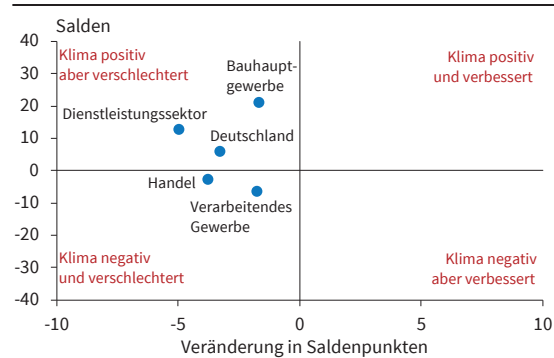 Salden
40
30
20
10
0
-10
-20
-30
-40
Klima positiv
aber verschlechtert
Klima positiv
und verbessert
Bauhaupt-
gewerbe
Dienstleistungssektor
Deutschland
Handel
Verarbeitendes
Gewerbe
Klima negativ
und verschlechtert
Klima negativ
aber verbessert
-10
-5
0
5
10
Veränderung in Saldenpunkten